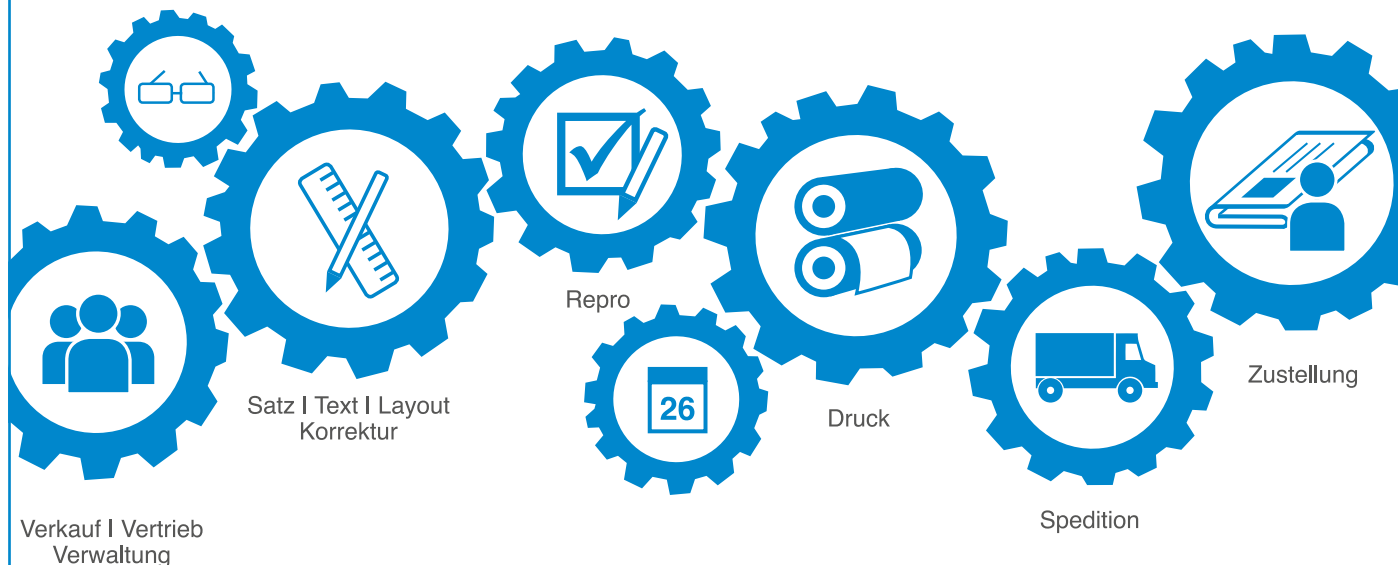 Repro
26
Zustellung
Satz I Text I Layout
Korrektur
Druck
Spedition
Verkauf I Vertrieb
Verwaltung